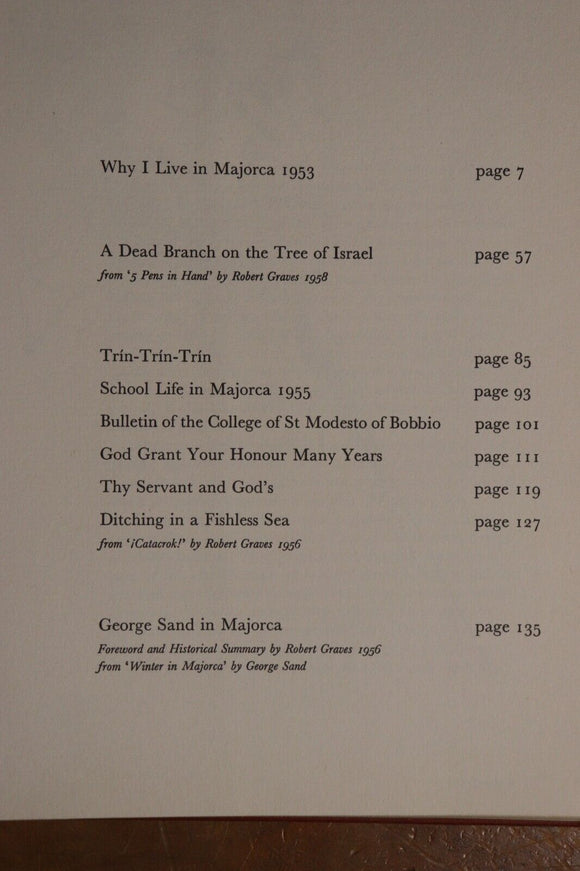 Why I Live in Majorca 1953 page 7
A Dead Branch on the Tree of Israel page 57
from ‘5 Pens in Hand’ by Robert Graves 1958
Trín-Trín-Trín page 85
School Life in Majorca 1955 page 93
Bulletin of the College of St Modesto of Bobbio page 101
God Grant Your Honour Many Years page 111
Thy Servant and God's page 119
Ditching in a Fishless Sea page 127
from ‘¡Catacrok!’ by Robert Graves 1956
George Sand in Majorca page 135
Foreword and Historical Summary by Robert Graves 1956
from ‘Winter in Majorca’ by George Sand